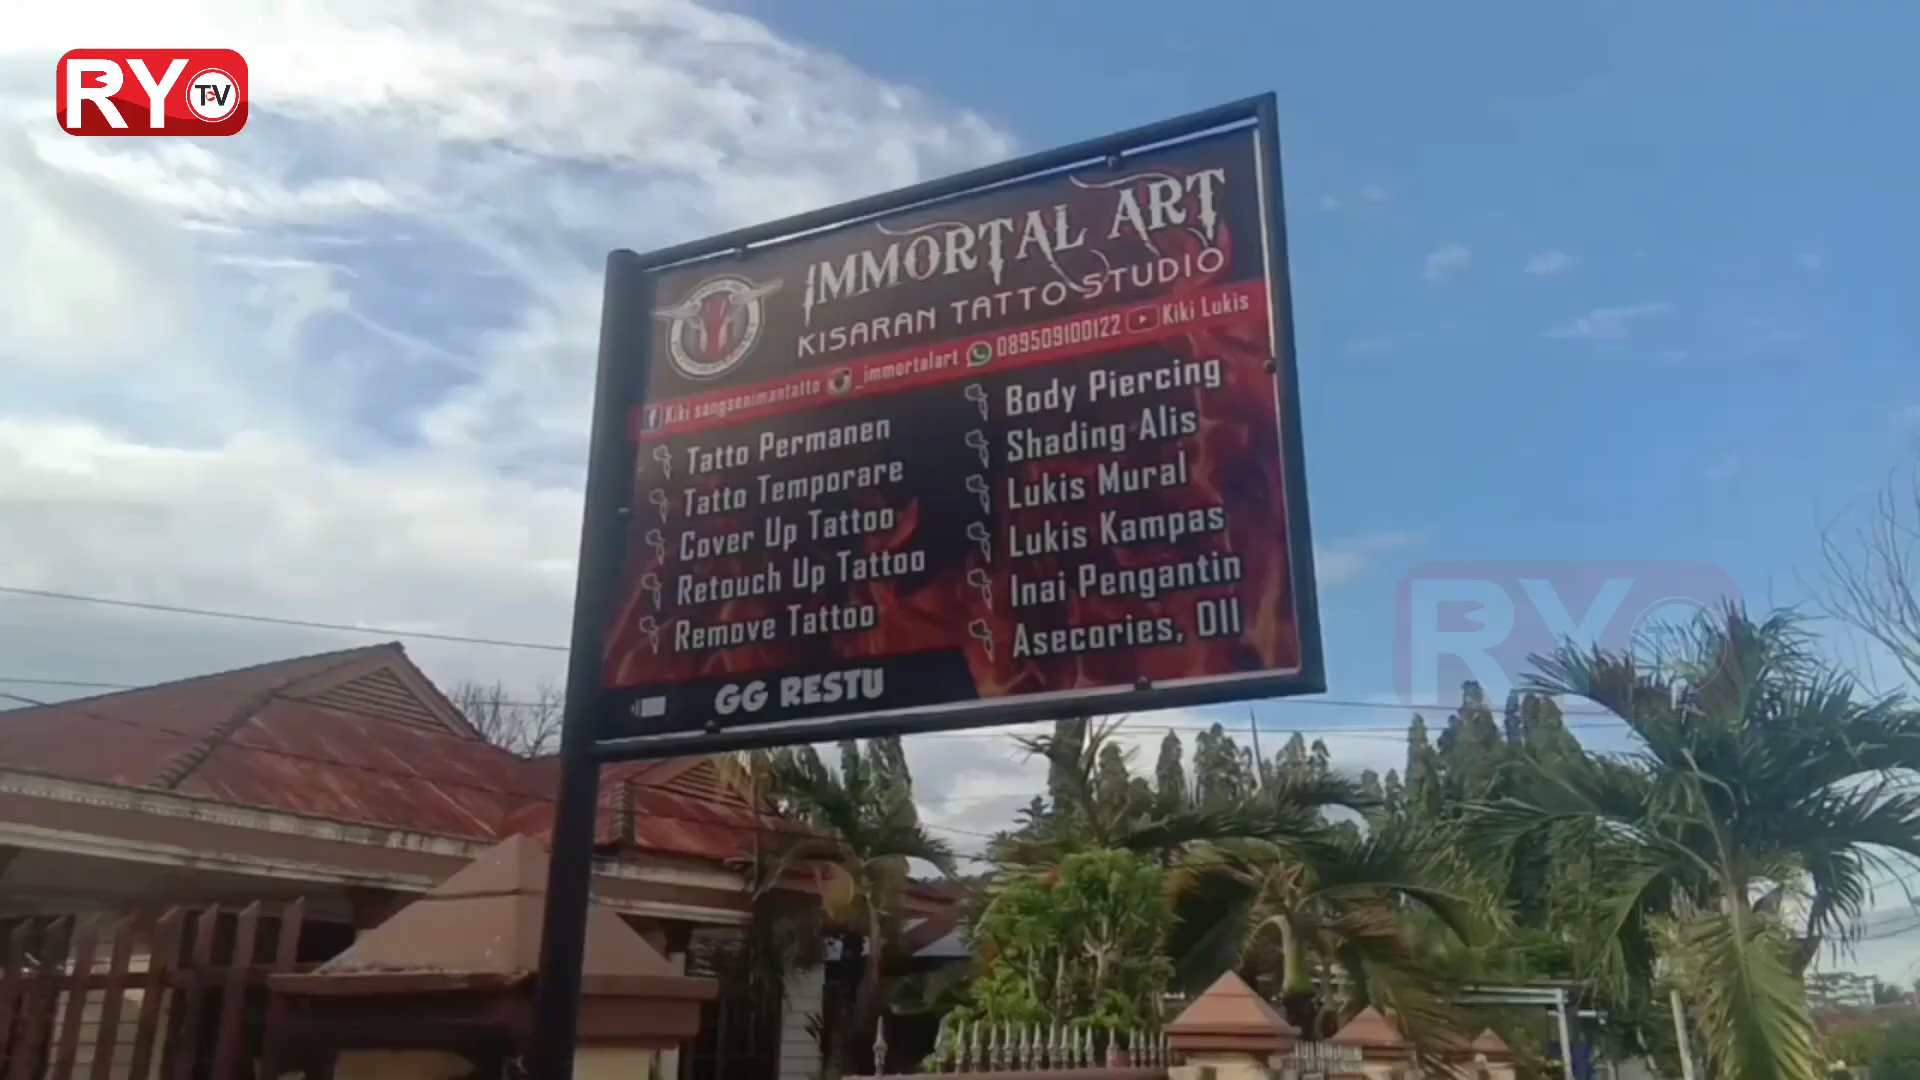 RY TV
IMMORTAL ART
KISARAN TATTO STUDIO
Kiki sangsenimantatto _immortalart 089509100122 Kiki Lukis
Tatto Permanen
Tatto Temporare
Cover Up Tattoo
Retouch Up Tattoo
Remove Tattoo
Body Piercing
Shading Alis
Lukis Mural
Lukis Kampas
Inai Pengantin
Asecories, Dll
GG RESTU
RY TV